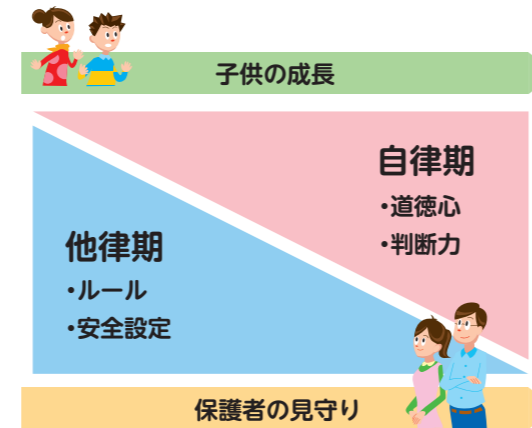 子供の成長
自律期
・道徳心
・判断力
他律期
・ルール
・安全設定
保護者の見守り